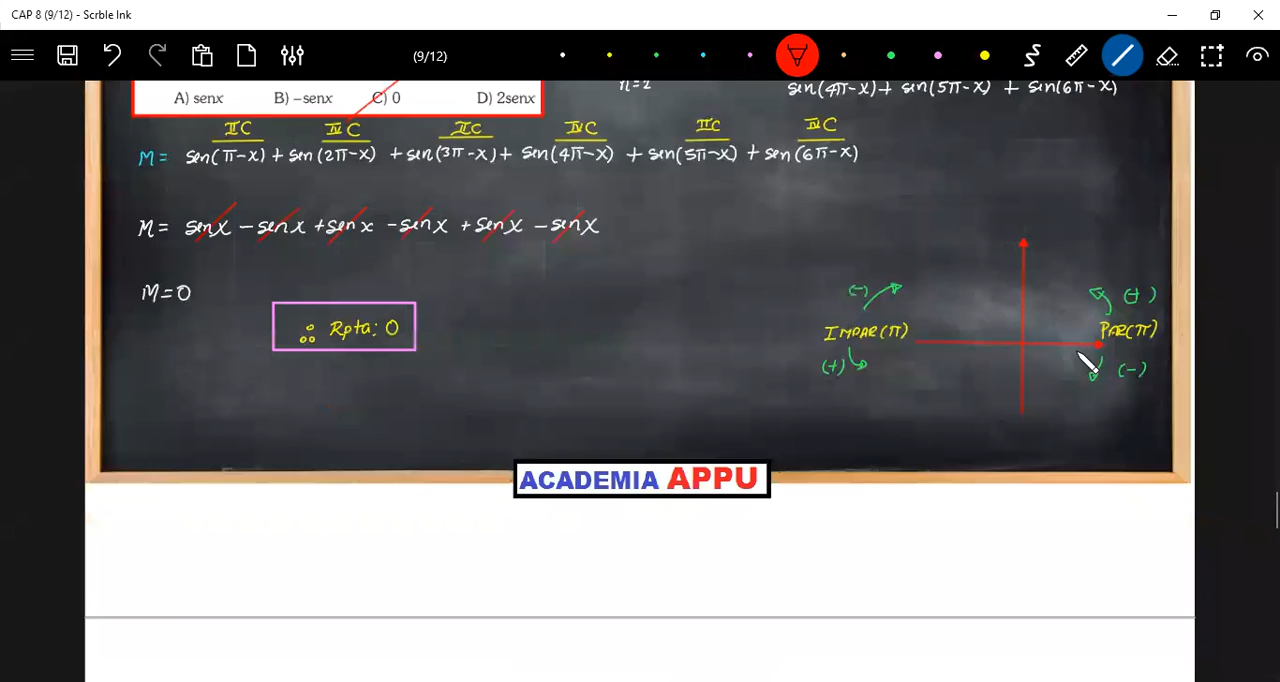 CAP 8 (9/12) - Scrble Ink
(9/12)
A) senx B) –senx C) 0 D) 2senx
n=2
sen(4π-x)+ sen(5π-x) + sen(6π-x)
IIC IVC IIC IVC IIC IVC
M= sen(π-x)+sen(2π-x) +sen(3π-x)+ sen(4π-x) +sen(5π-x)+sen(6π-x)
M= senx -senx +senx -senx +senx -senx
M=0
∴ Rpta: 0
(-) (+)
IMPAR(π) PAR(π)
(+) (-)
ACADEMIA APPU